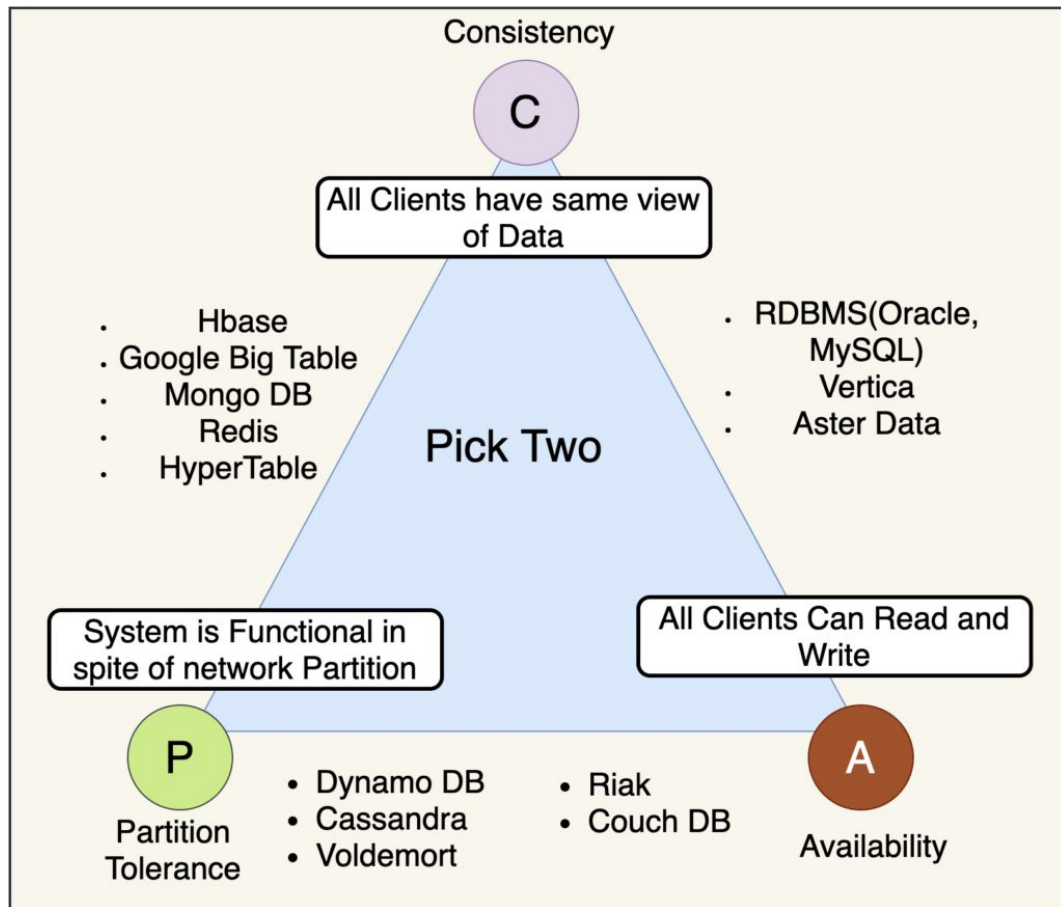 Consistency
C
All Clients have same view
of Data
• Hbase
• Google Big Table
• Mongo DB
• Redis
• HyperTable
• RDBMS(Oracle,
MySQL)
• Vertica
• Aster Data
Pick Two
System is Functional in
spite of network Partition
All Clients Can Read and
Write
P
Partition
Tolerance
• Dynamo DB
• Cassandra
• Voldemort
• Riak
• Couch DB
A
Availability